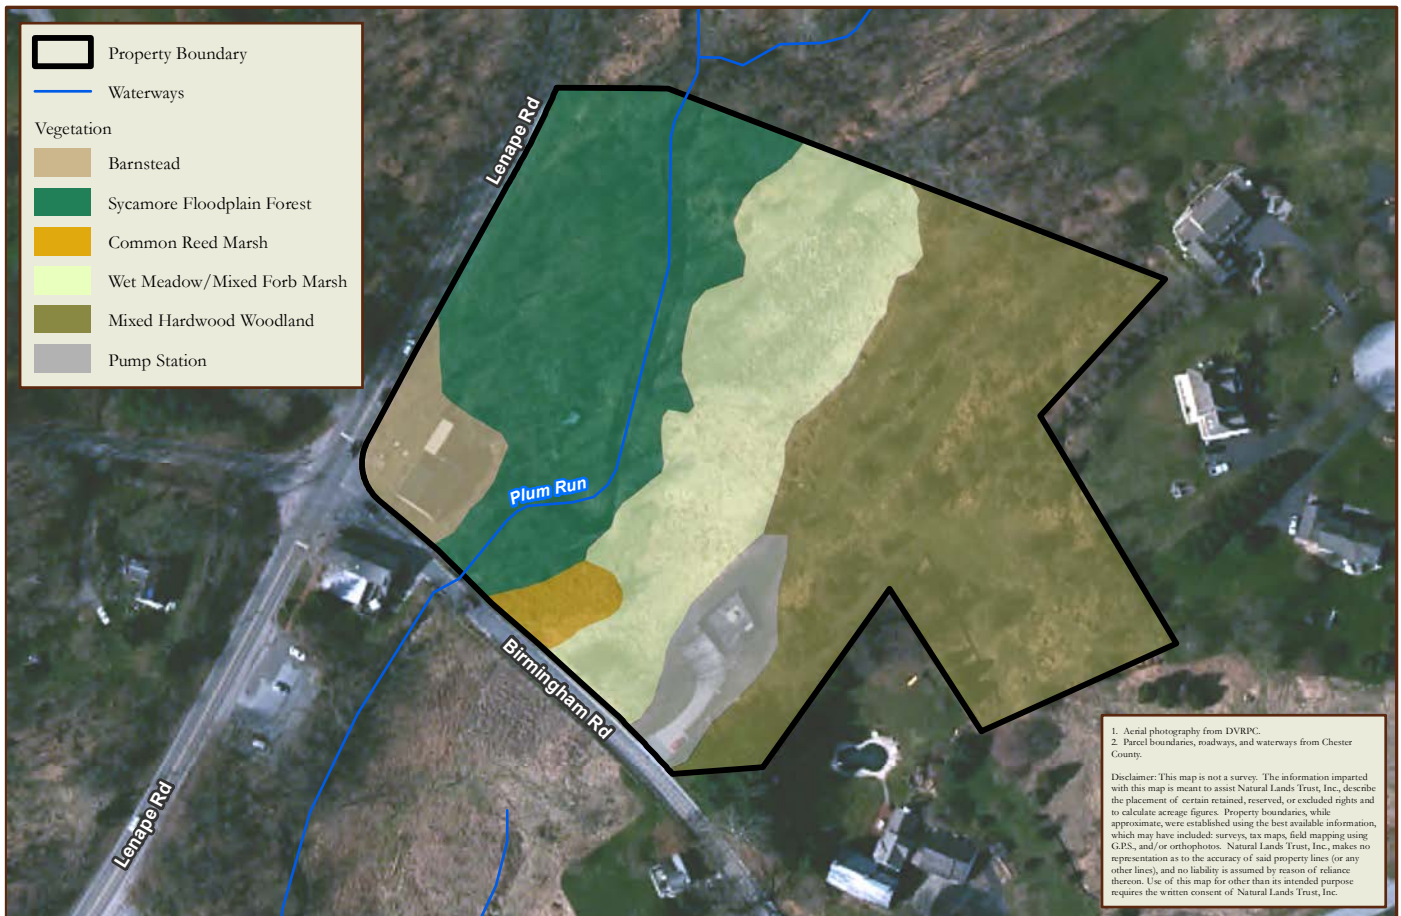 Property Boundary
Waterways
Vegetation
Barnstead
Sycamore Floodplain Forest
Common Reed Marsh
Wet Meadow/Mixed Forb Marsh
Mixed Hardwood Woodland
Pump Station
Lenape Rd
Plum Run
Birmingham Rd
Lenape Rd
1. Aerial photography from DVRPC.
2. Parcel boundaries, roadways, and waterways from Chester
County.
Disclaimer: This map is not a survey. The information imparted
with this map is meant to assist Natural Lands Trust, Inc., describe
the placement of certain retained, reserved, or excluded rights and
to calculate acreage figures. Property boundaries, while
approximate, were established using the best available information,
which may have included: surveys, tax maps, field mapping using
G.P.S., and/or orthophotos. Natural Lands Trust, Inc., makes no
representation as to the accuracy of said property lines (or any
other lines), and no liability is assumed by reason of reliance
thereon. Use of this map for other than its intended purpose
requires the written consent of Natural Lands Trust, Inc.